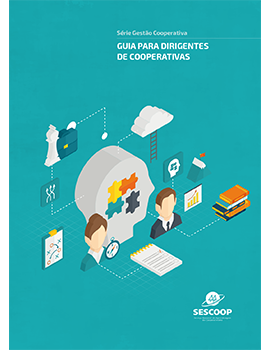 Série Gestão Cooperativa
GUIA PARA DIRIGENTES
DE COOPERATIVAS
SESCOOP